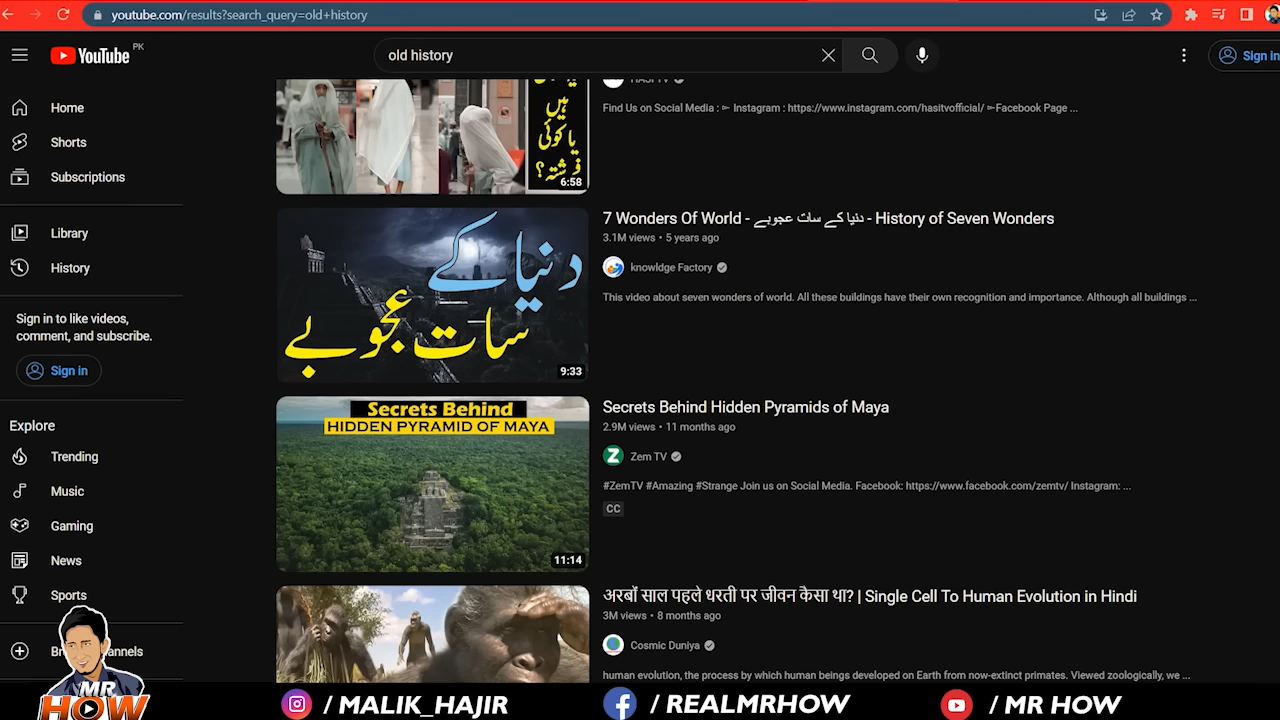 youtube.com/results?search_query=old+history
YouTube PK
old history
Sign in
Home
Shorts
Subscriptions
Library
History
Sign in to like videos,
comment, and subscribe.
Sign in
Explore
Trending
Music
Gaming
News
Sports
ہیں
یا کوئی
فرشتہ؟
6:58
Find Us on Social Media : ➳ Instagram : https://www.instagram.com/hasitvofficial/ ➳Facebook Page ...
دنیا کے
سات عجوبے
9:33
7 Wonders Of World - دنیا کے سات عجوبے - History of Seven Wonders
3.1M views • 5 years ago
knowldge Factory
This video about seven wonders of world. All these buildings have their own recognition and importance. Although all buildings ...
Secrets Behind
HIDDEN PYRAMID OF MAYA
11:14
Secrets Behind Hidden Pyramids of Maya
2.9M views • 11 months ago
Z
Zem TV
#ZemTV #Amazing #Strange Join us on Social Media. Facebook: https://www.facebook.com/zemtv/ Instagram: ...
CC
अरबों साल पहले धरती पर जीवन कैसा था? | Single Cell To Human Evolution in Hindi
3M views • 8 months ago
Cosmic Duniya
human evolution, the process by which human beings developed on Earth from now-extinct primates. Viewed zoologically, we ...
MR
HOW
/ MALIK_HAJIR
/ REALMRHOW
/ MR HOW